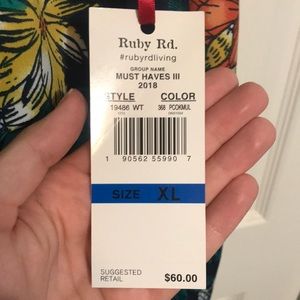 Ruby Rd.
#rubyrdliving
GROUP NAME
MUST HAVES III
2018
STYLE COLOR
19486 WT 368 PCOKMUL
1 90562 55990 7
SIZE XL
SUGGESTED
RETAIL $60.00